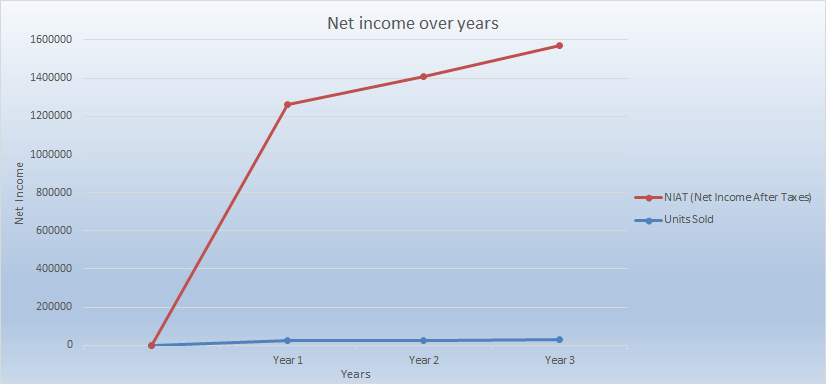 Net income over years
1600000
1400000
1200000
1000000
800000
600000
400000
200000
0
Net Income
Year 1
Year 2
Year 3
Years
NIAT (Net Income After Taxes)
Units Sold